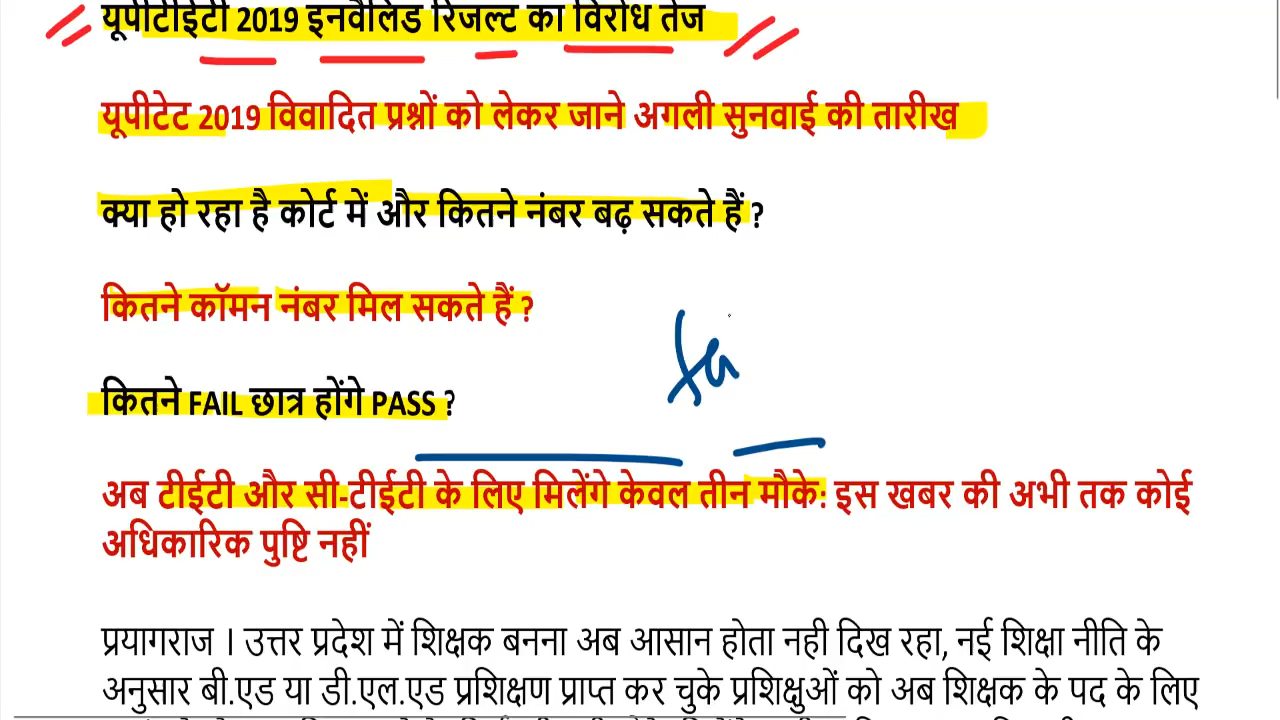 यूपीटीईटी 2019 इनवैलिड रिजल्ट का विरोध तेज
यूपीटेट 2019 विवादित प्रश्नों को लेकर जाने अगली सुनवाई की तारीख
क्या हो रहा है कोर्ट में और कितने नंबर बढ़ सकते हैं ?
कितने कॉमन नंबर मिल सकते हैं ?
कितने FAIL छात्र होंगे PASS ?
अब टीईटी और सी-टीईटी के लिए मिलेंगे केवल तीन मौके: इस खबर की अभी तक कोई
अधिकारिक पुष्टि नहीं
प्रयागराज । उत्तर प्रदेश में शिक्षक बनना अब आसान होता नही दिख रहा, नई शिक्षा नीति के
अनुसार बी.एड या डी.एल.एड प्रशिक्षण प्राप्त कर चुके प्रशिक्षुओं को अब शिक्षक के पद के लिए